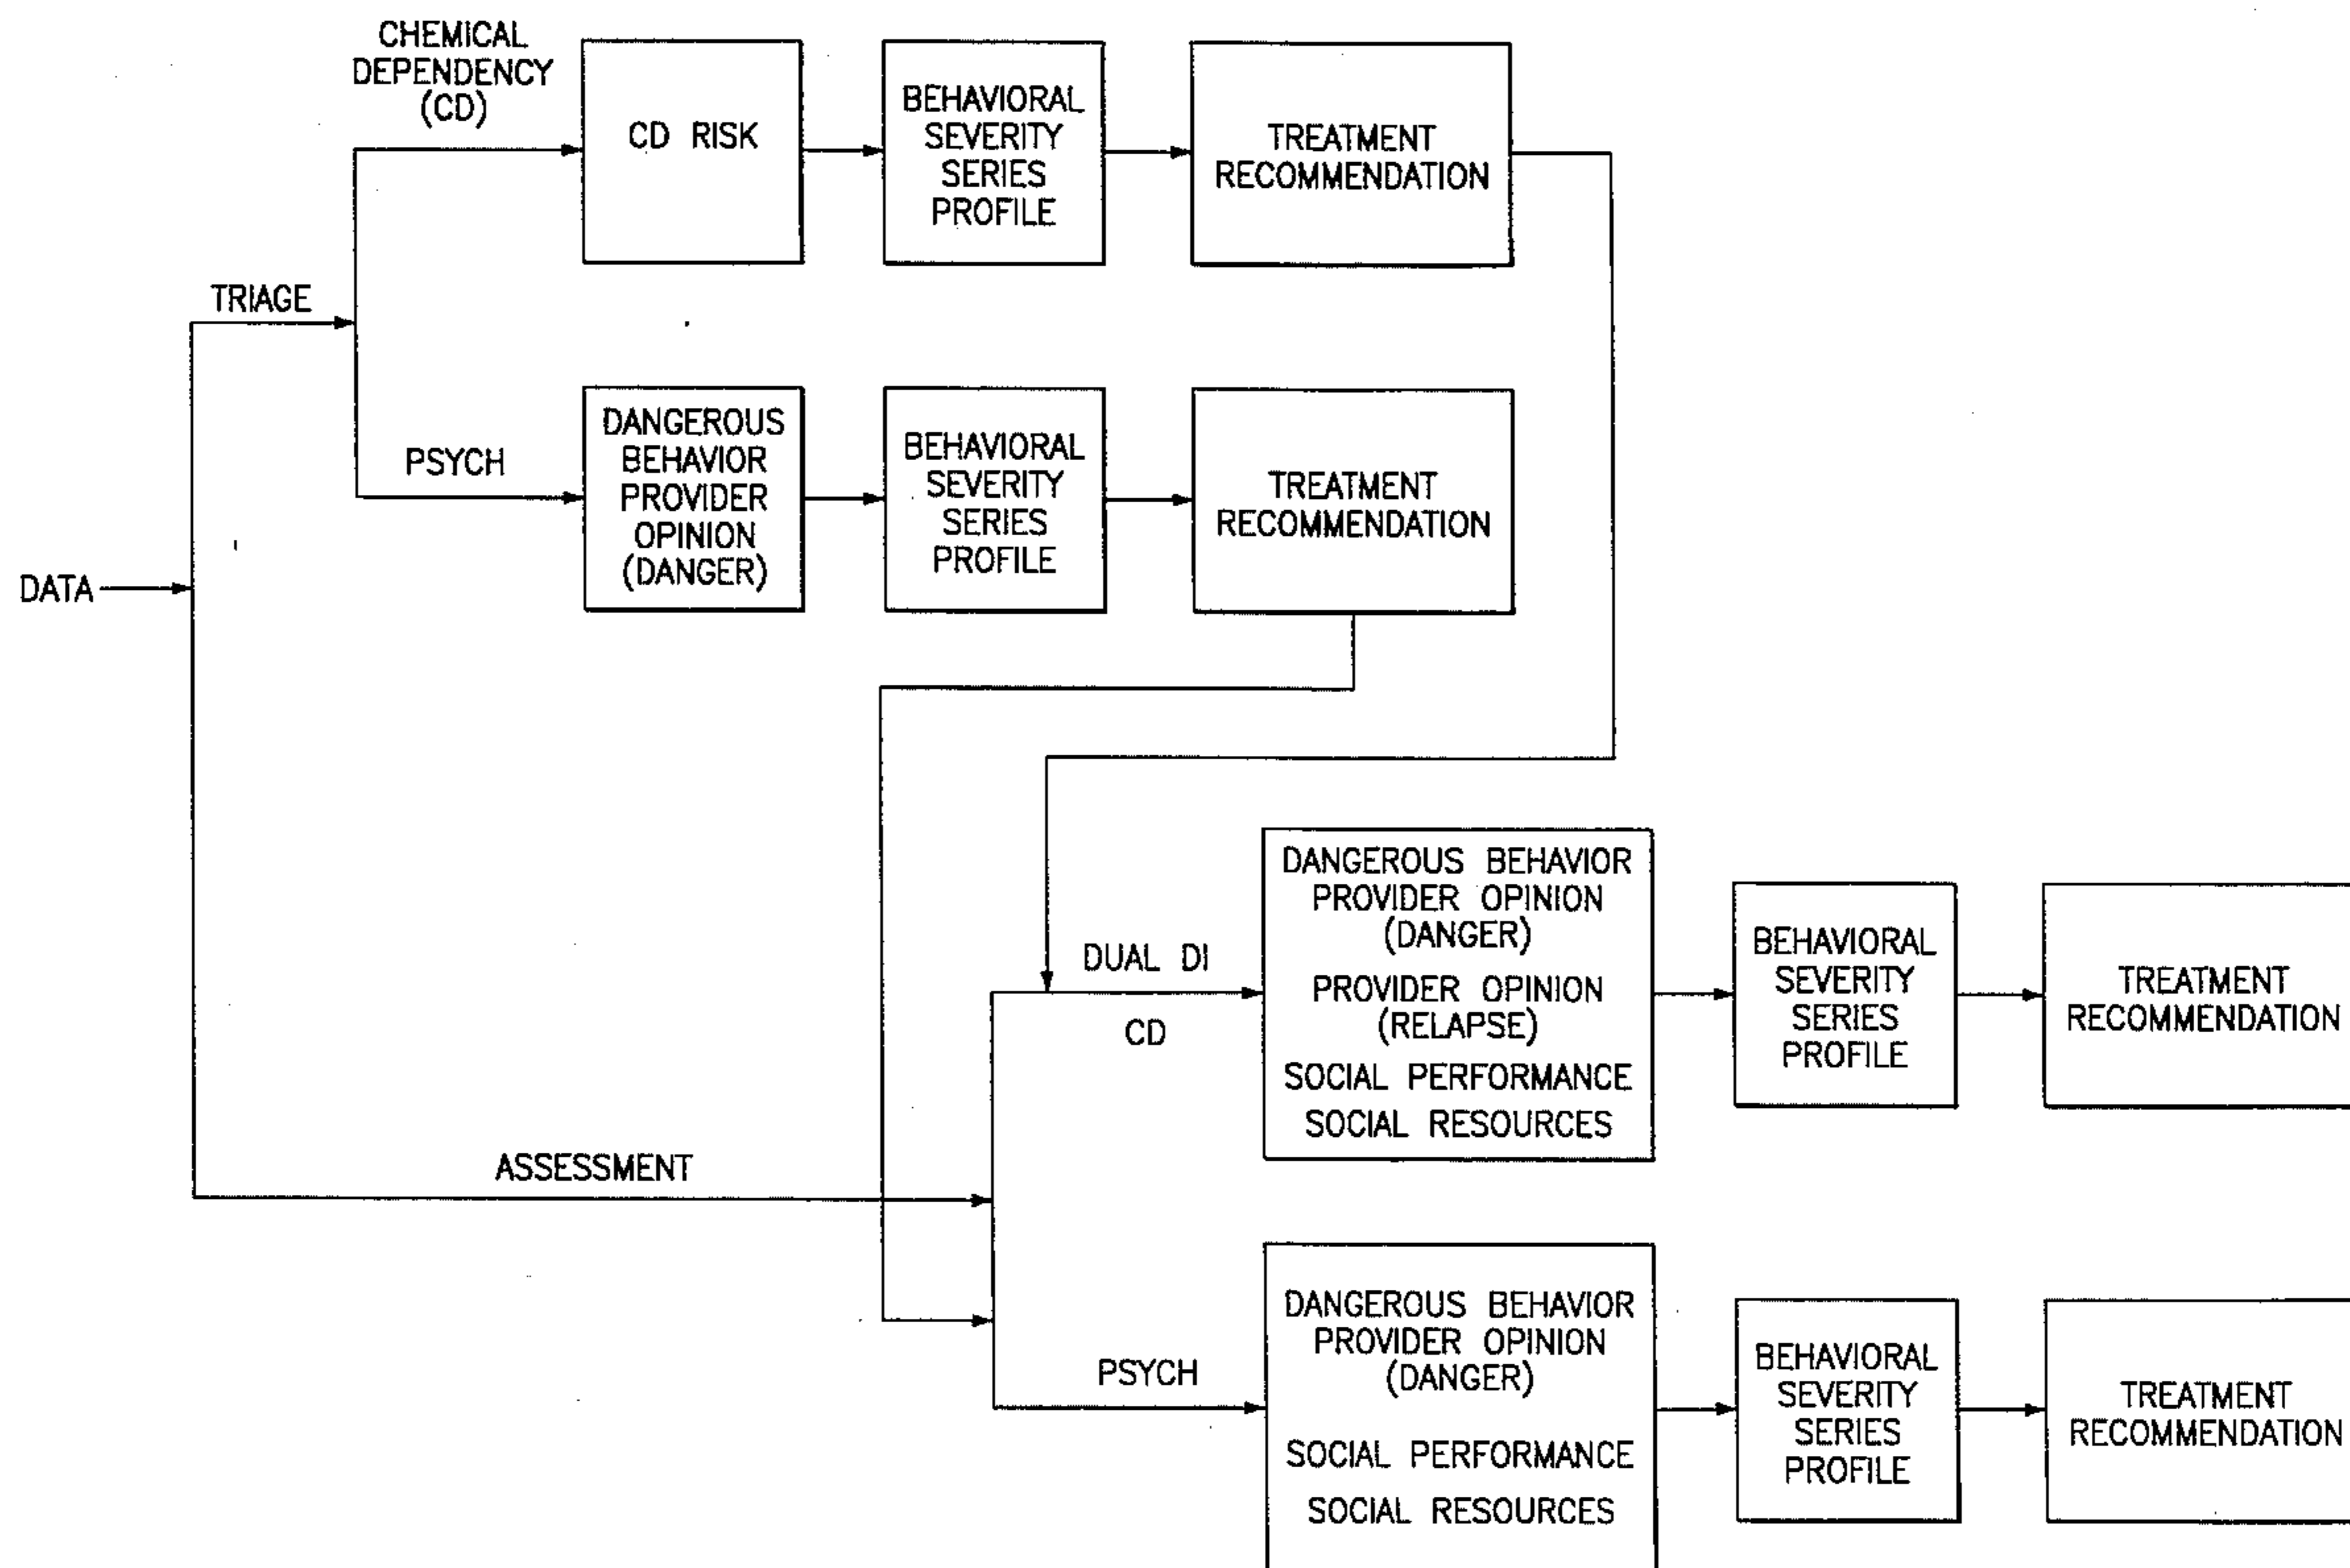 CHEMICAL
DEPENDENCY
(CD)
CD RISK
BEHAVIORAL
SEVERITY
SERIES
PROFILE
TREATMENT
RECOMMENDATION
TRIAGE
PSYCH
DANGEROUS
BEHAVIOR
PROVIDER
OPINION
(DANGER)
BEHAVIORAL
SEVERITY
SERIES
PROFILE
TREATMENT
RECOMMENDATION
DATA
ASSESSMENT
DUAL DI
CD
DANGEROUS BEHAVIOR
PROVIDER OPINION
(DANGER)
PROVIDER OPINION
(RELAPSE)
SOCIAL PERFORMANCE
SOCIAL RESOURCES
BEHAVIORAL
SEVERITY
SERIES
PROFILE
TREATMENT
RECOMMENDATION
PSYCH
DANGEROUS BEHAVIOR
PROVIDER OPINION
(DANGER)
SOCIAL PERFORMANCE
SOCIAL RESOURCES
BEHAVIORAL
SEVERITY
SERIES
PROFILE
TREATMENT
RECOMMENDATION